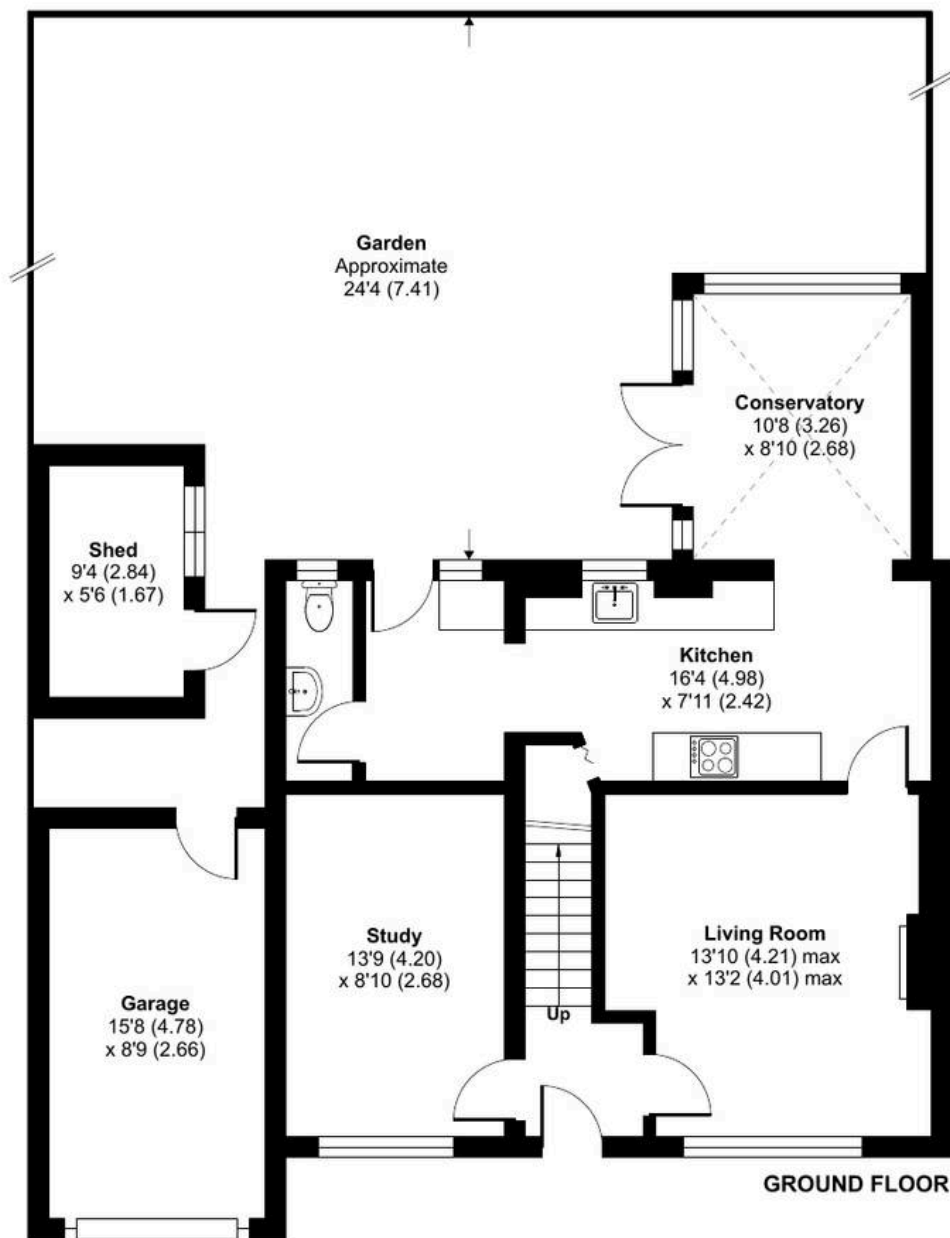 Garden
Approximate
24'4 (7.41)
Conservatory
10'8 (3.26)
x 8'10 (2.68)
Shed
9'4 (2.84)
x 5'6 (1.67)
Kitchen
16'4 (4.98)
x 7'11 (2.42)
Study
13'9 (4.20)
x 8'10 (2.68)
Living Room
13'10 (4.21) max
x 13'2 (4.01) max
Garage
15'8 (4.78)
x 8'9 (2.66)
Up
GROUND FLOOR